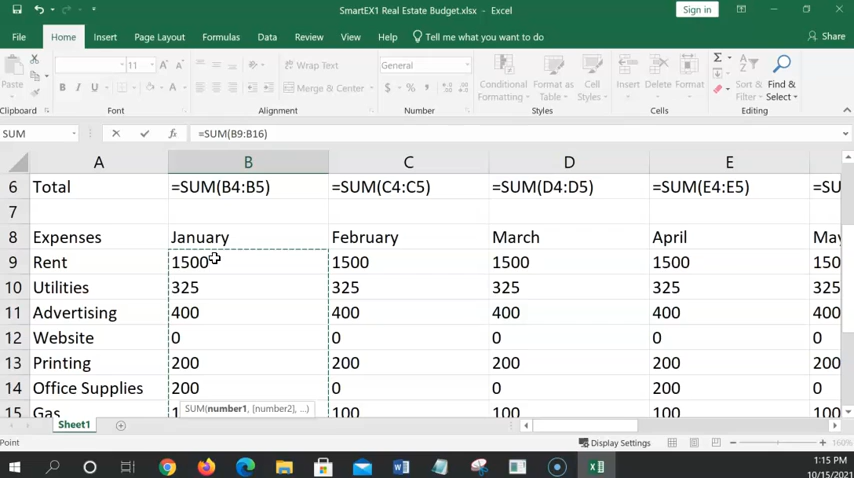 SmartEX1 Real Estate Budget.xlsx - Excel
Sign in
File Home Insert Page Layout Formulas Data Review View Help Tell me what you want to do Share
Paste
11 A A
Wrap Text
General
B I U A
Merge & Center
$ % ,
Conditional Formatting
Format as Table
Cell Styles
Insert Delete Format
Sort & Filter
Find & Select
Clipboard Font Alignment Number Styles Cells Editing
SUM fx =SUM(B9:B16)
A B C D E
6 Total =SUM(B4:B5) =SUM(C4:C5) =SUM(D4:D5) =SUM(E4:E5) =SU
7
8 Expenses January February March April May
9 Rent 1500 1500 1500 1500 150
10 Utilities 325 325 325 325 325
11 Advertising 400 400 400 400 400
12 Website 0 0 0 0 0
13 Printing 200 200 200 200 200
14 Office Supplies 200 0 0 200 0
SUM(number1, [number2], ...)
15 Gas 1 100 100 100 100
Sheet1
Point Display Settings 160%
1:15 PM
10/15/2021